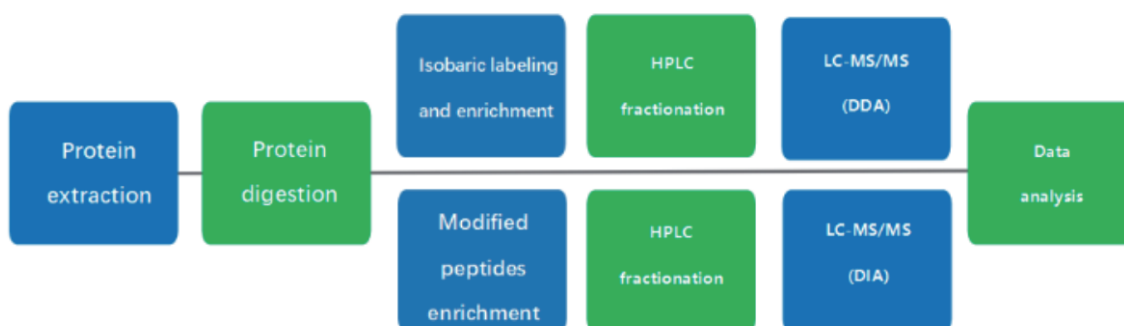 Protein
extraction
Protein
digestion
Isobaric labeling
and enrichment
HPLC
fractionation
LC-MS/MS
(DDA)
Modified
peptides
enrichment
HPLC
fractionation
LC-MS/MS
(DIA)
Data
analysis